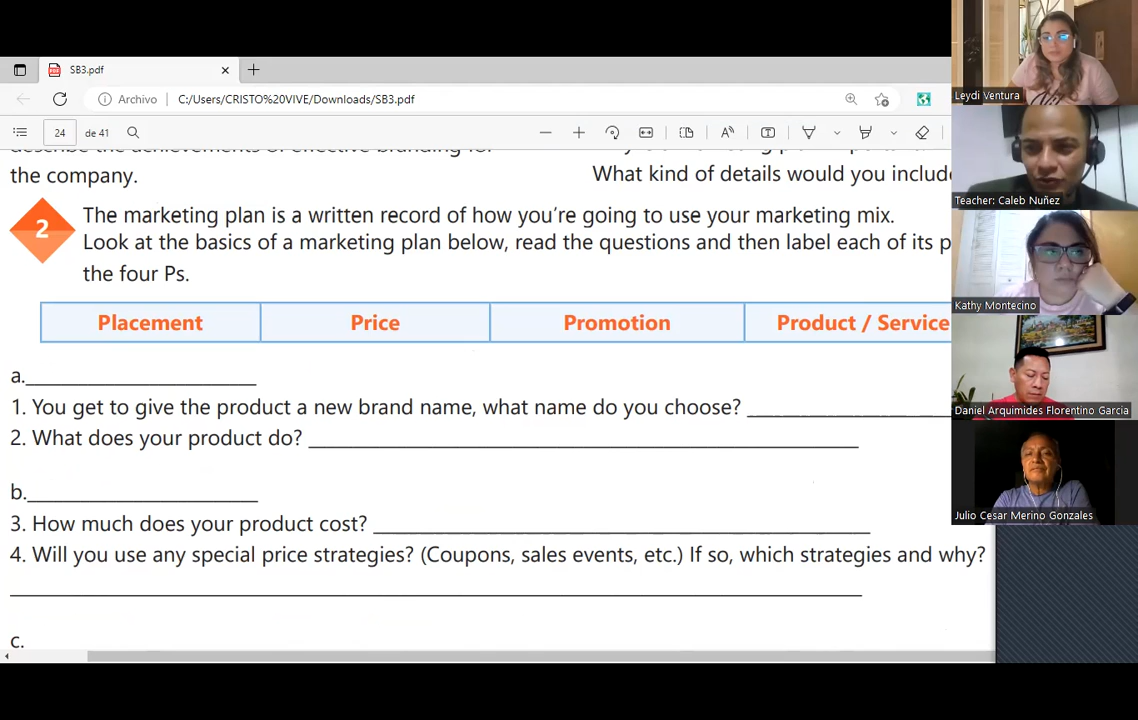 SB3.pdf
Archivo C:/Users/CRISTO%20VIVE/Downloads/SB3.pdf
24 de 41
the company.
What kind of details would you include
2
The marketing plan is a written record of how you're going to use your marketing mix.
Look at the basics of a marketing plan below, read the questions and then label each of its p
the four Ps.
Placement Price Promotion Product / Service
a.
1. You get to give the product a new brand name, what name do you choose?
2. What does your product do?
b.
3. How much does your product cost?
4. Will you use any special price strategies? (Coupons, sales events, etc.) If so, which strategies and why?
c.
Leydi Ventura
Teacher: Caleb Nuñez
Kathy Montecino
Daniel Arquimides Florentino Garcia
Julio Cesar Merino Gonzales